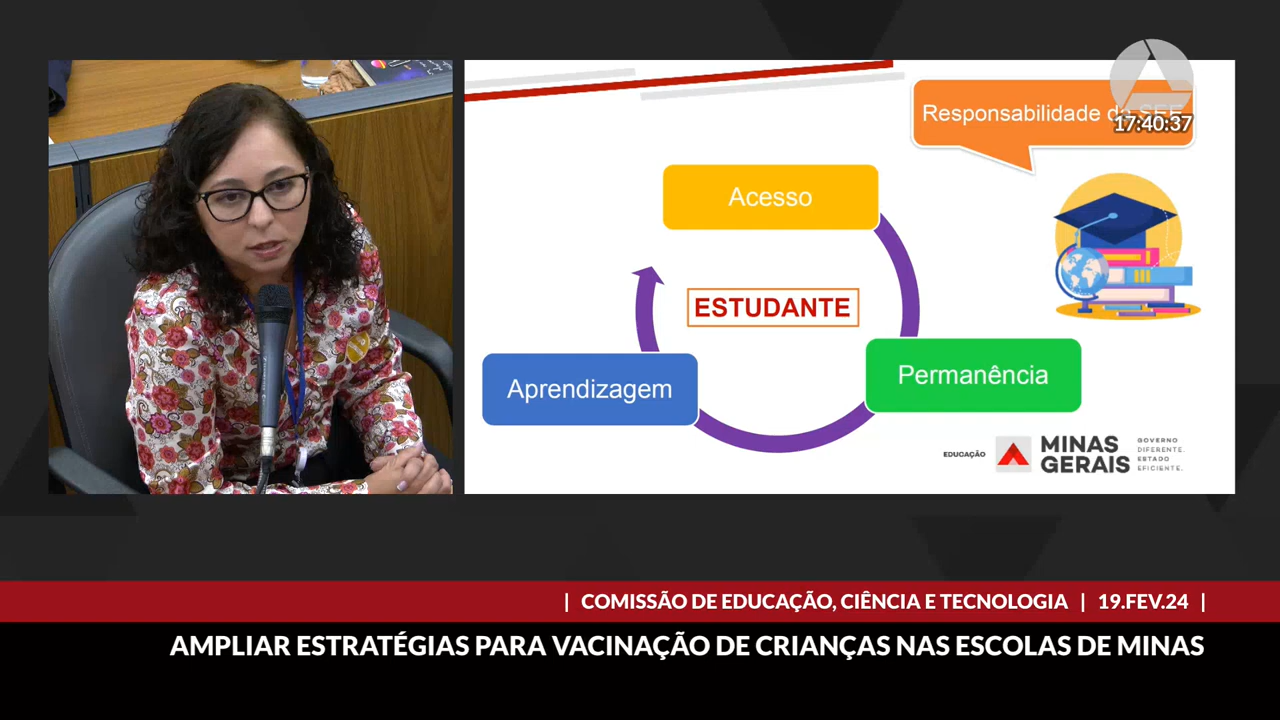 Responsabilidade da SEE
17:40:37
Acesso
ESTUDANTE
Aprendizagem
Permanência
EDUCAÇÃO
MINAS
GERAIS
GOVERNO
DIFERENTE.
ESTADO
EFICIENTE.
| COMISSÃO DE EDUCAÇÃO, CIÊNCIA E TECNOLOGIA | 19.FEV.24 |
AMPLIAR ESTRATÉGIAS PARA VACINAÇÃO DE CRIANÇAS NAS ESCOLAS DE MINAS